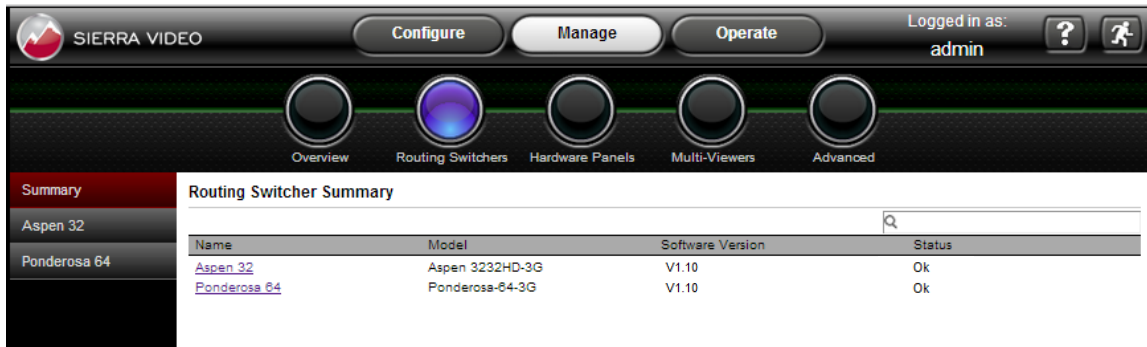 SIERRA VIDEO
Configure Manage Operate
Logged in as:
admin
?
Overview Routing Switchers Hardware Panels Multi-Viewers Advanced
Summary
Aspen 32
Ponderosa 64
Routing Switcher Summary
Name Model Software Version Status
Aspen 32 Aspen 3232HD-3G V1.10 Ok
Ponderosa 64 Ponderosa-64-3G V1.10 Ok